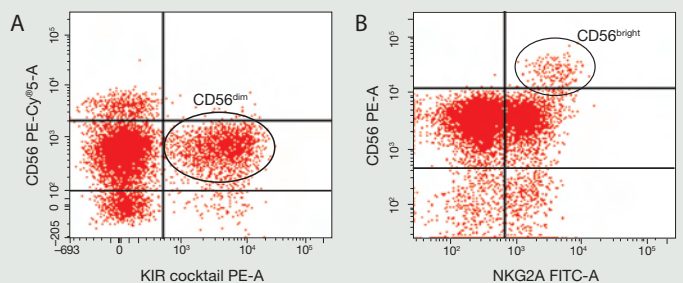 A
CD56 PE-Cy®5-A
10⁵
10⁴
10³
10²
0
-205
CD56ᵈⁱᵐ
-693
0
10³
10⁴
10⁵
KIR cocktail PE-A
B
CD56 PE-A
10⁵
10⁴
10³
10²
CD56ᵇʳⁱᵍʰᵗ
10²
10³
10⁴
10⁵
NKG2A FITC-A